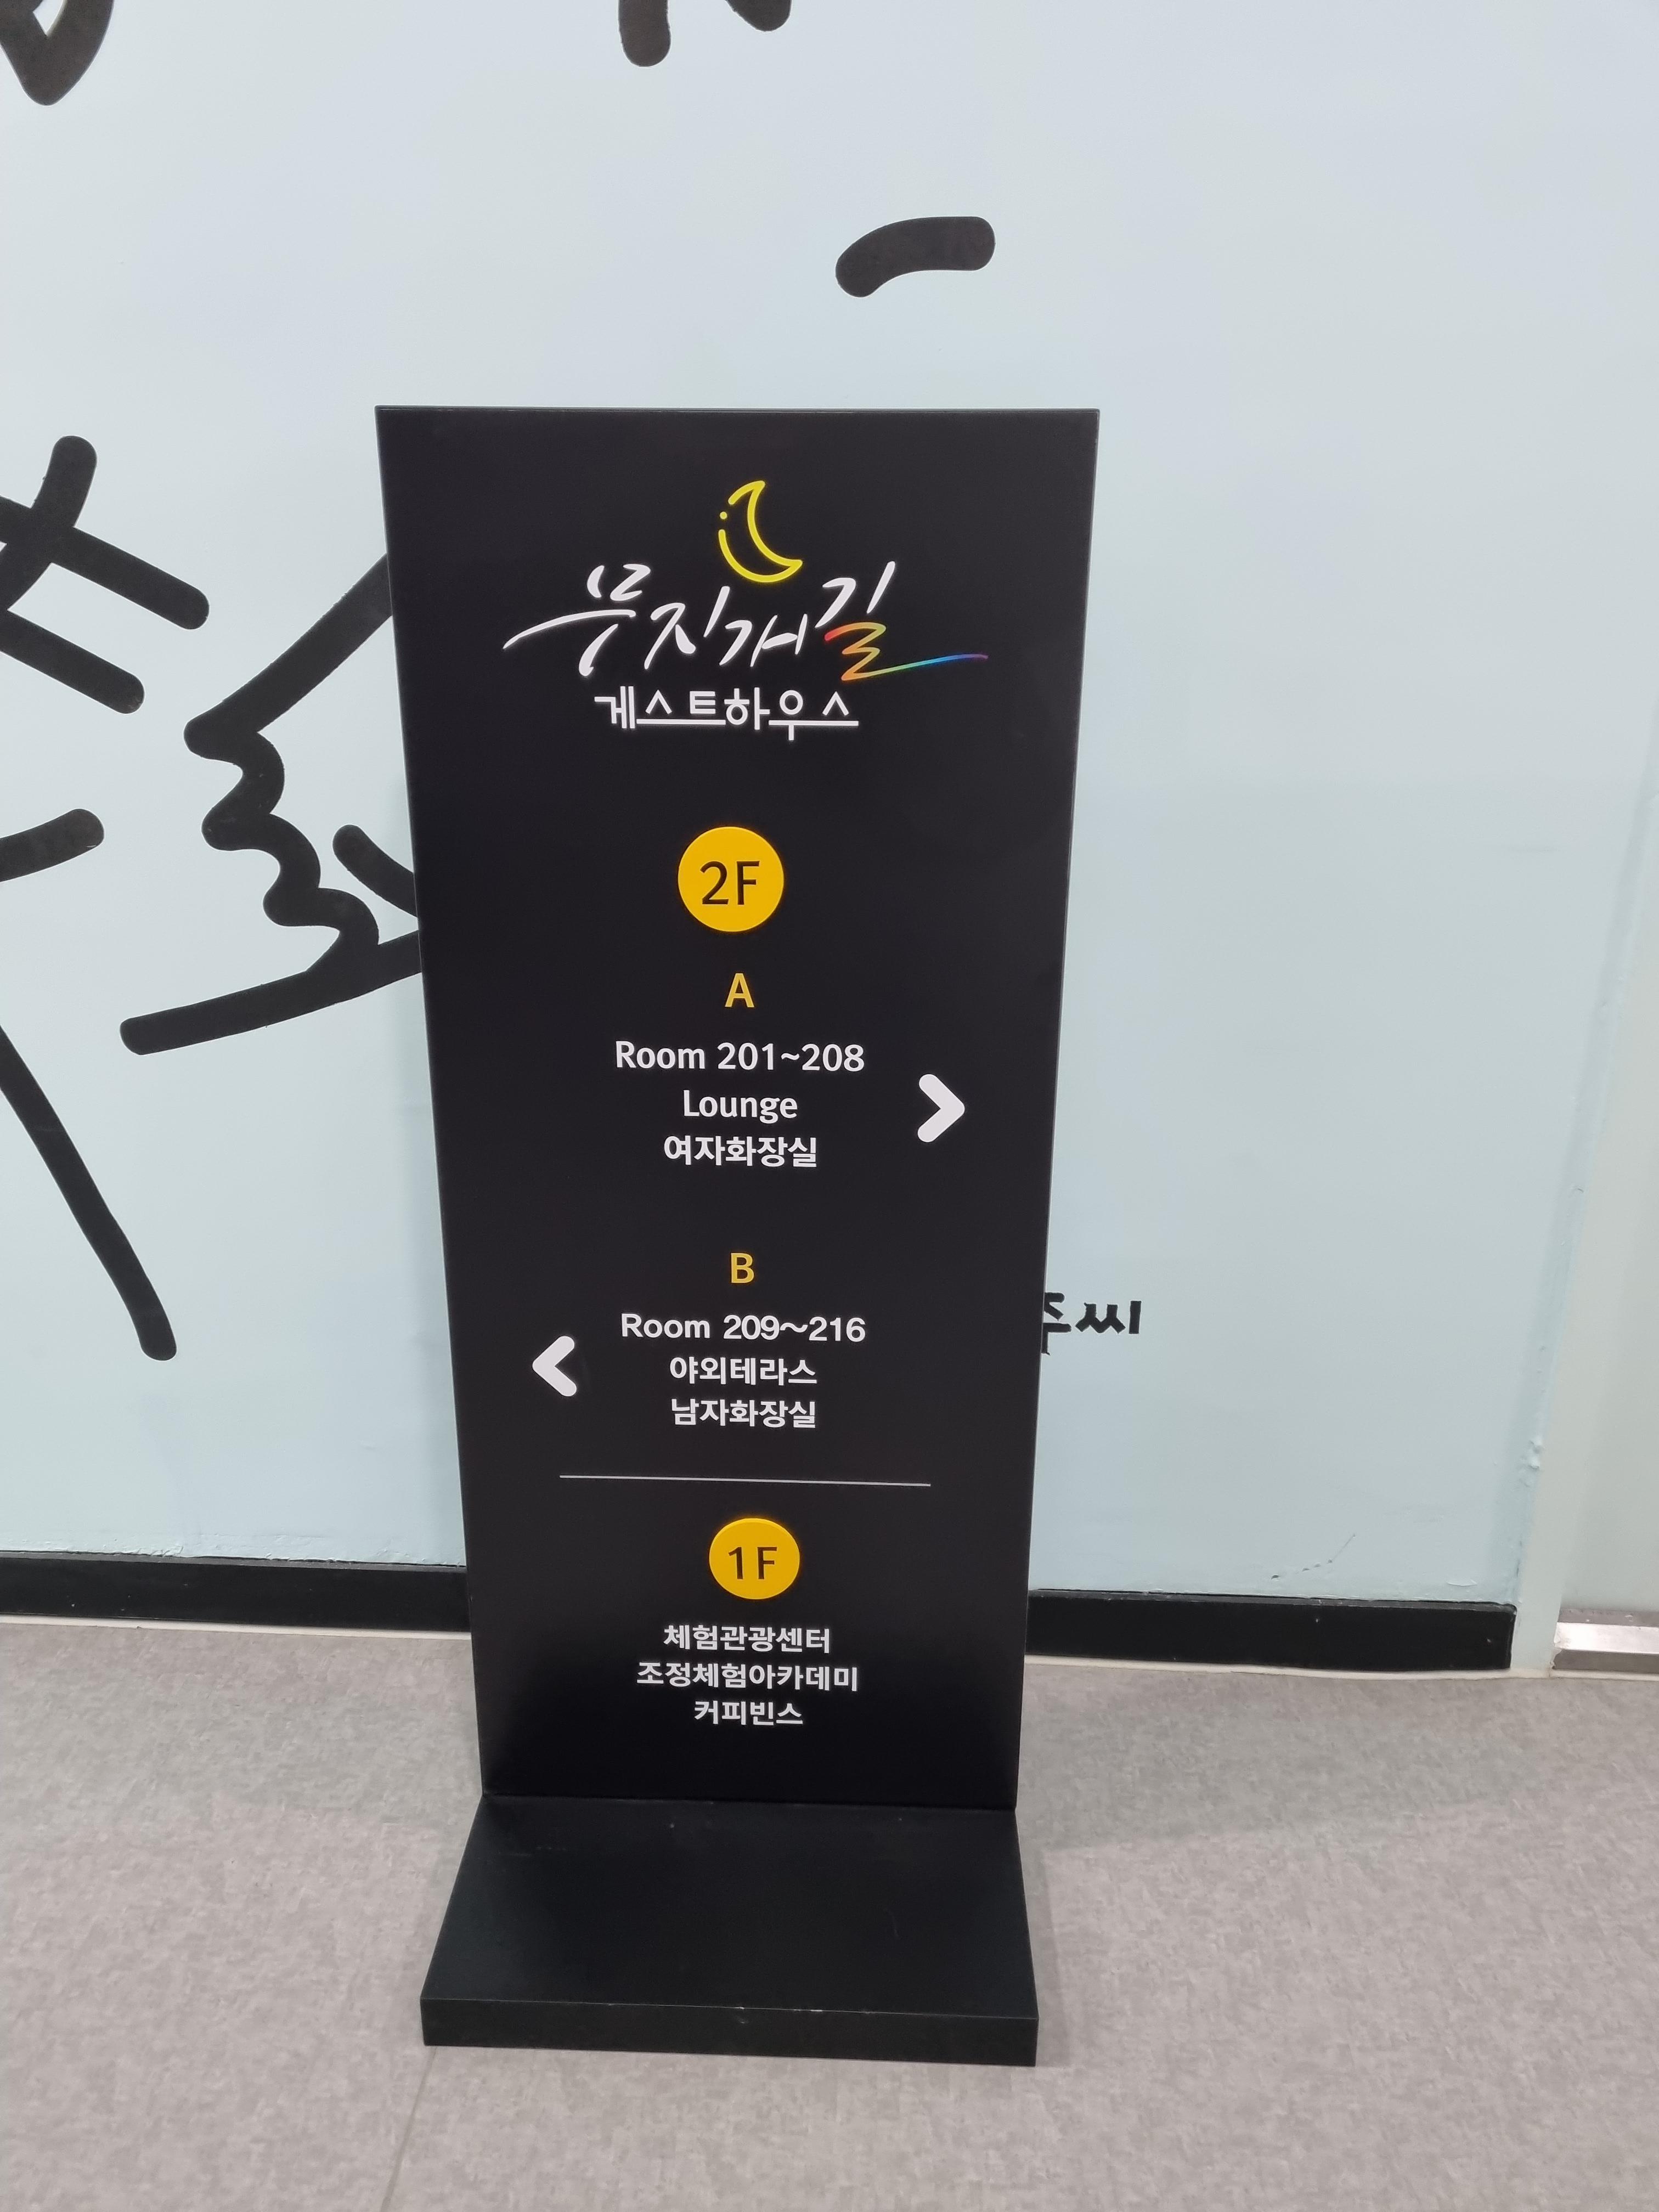 무지개길
게스트하우스
2F
A
Room 201~208
Lounge
여자화장실
B
Room 209~216
야외테라스
남자화장실
1F
체험관광센터
조정체험아카데미
커피빈스
씨